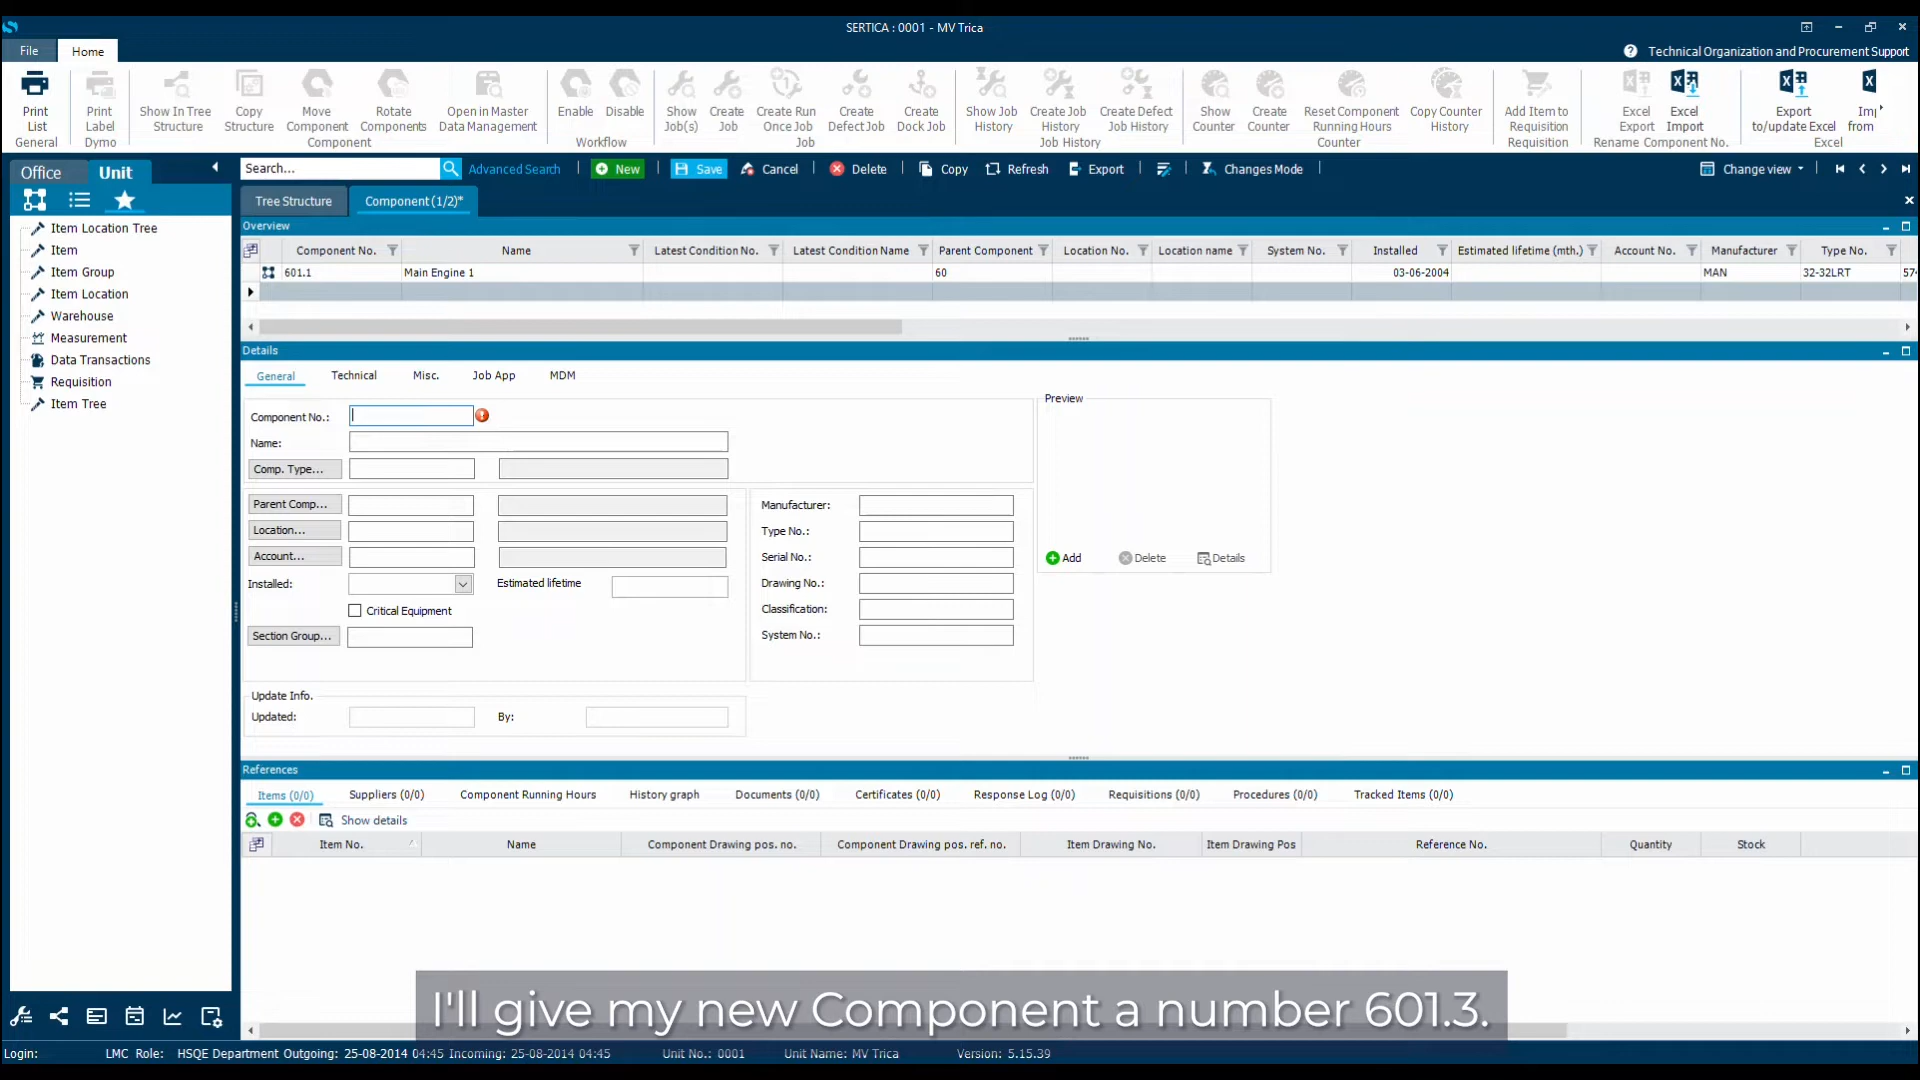 SERTICA : 0001 - MV Trica
File Home
Technical Organization and Procurement Support
Print List
Print Label
Show In Tree Structure
Copy Structure
Move Component
Rotate Components
Open in Master Data Management
Enable
Disable
Show Job(s)
Create Job
Create Run Once Job
Create Defect Job
Create Dock Job
Show Job History
Create Job History
Create Defect Job History
Show Counter
Create Counter
Reset Component Running Hours
Copy Counter History
Add Item to Requisition
Excel Export
Excel Import
Export to/update Excel
Imp from
General Dymo Component Workflow Job Job History Counter Requisition Rename Component No. Excel
Office Unit
Search... Advanced Search New Save Cancel Delete Copy Refresh Export Changes Mode Change view
Tree Structure Component (1/2)*
Item Location Tree
Item
Item Group
Item Location
Warehouse
Measurement
Data Transactions
Requisition
Item Tree
Overview
Component No. Name Latest Condition No. Latest Condition Name Parent Component Location No. Location name System No. Installed Estimated lifetime (mth.) Account No. Manufacturer Type No.
601.1 Main Engine 1 60 03-06-2004 MAN 32-32LRT 574
Details
General Technical Misc. Job App MDM
Component No.:
Name:
Comp. Type...
Parent Comp...
Location...
Account...
Installed: Estimated lifetime
Critical Equipment
Section Group...
Manufacturer:
Type No.:
Serial No.:
Drawing No.:
Classification:
System No.:
Preview
Add Delete Details
Update Info.
Updated: By:
References
Items (0/0) Suppliers (0/0) Component Running Hours History graph Documents (0/0) Certificates (0/0) Response Log (0/0) Requisitions (0/0) Procedures (0/0) Tracked Items (0/0)
Show details
Item No. Name Component Drawing pos. no. Component Drawing pos. ref. no. Item Drawing No. Item Drawing Pos Reference No. Quantity Stock
I'll give my new Component a number 601.3.
Login: LMC Role: HSQE Department Outgoing: 25-08-2014 04:45 Incoming: 25-08-2014 04:45 Unit No.: 0001 Unit Name: MV Trica Version: 5.15.39